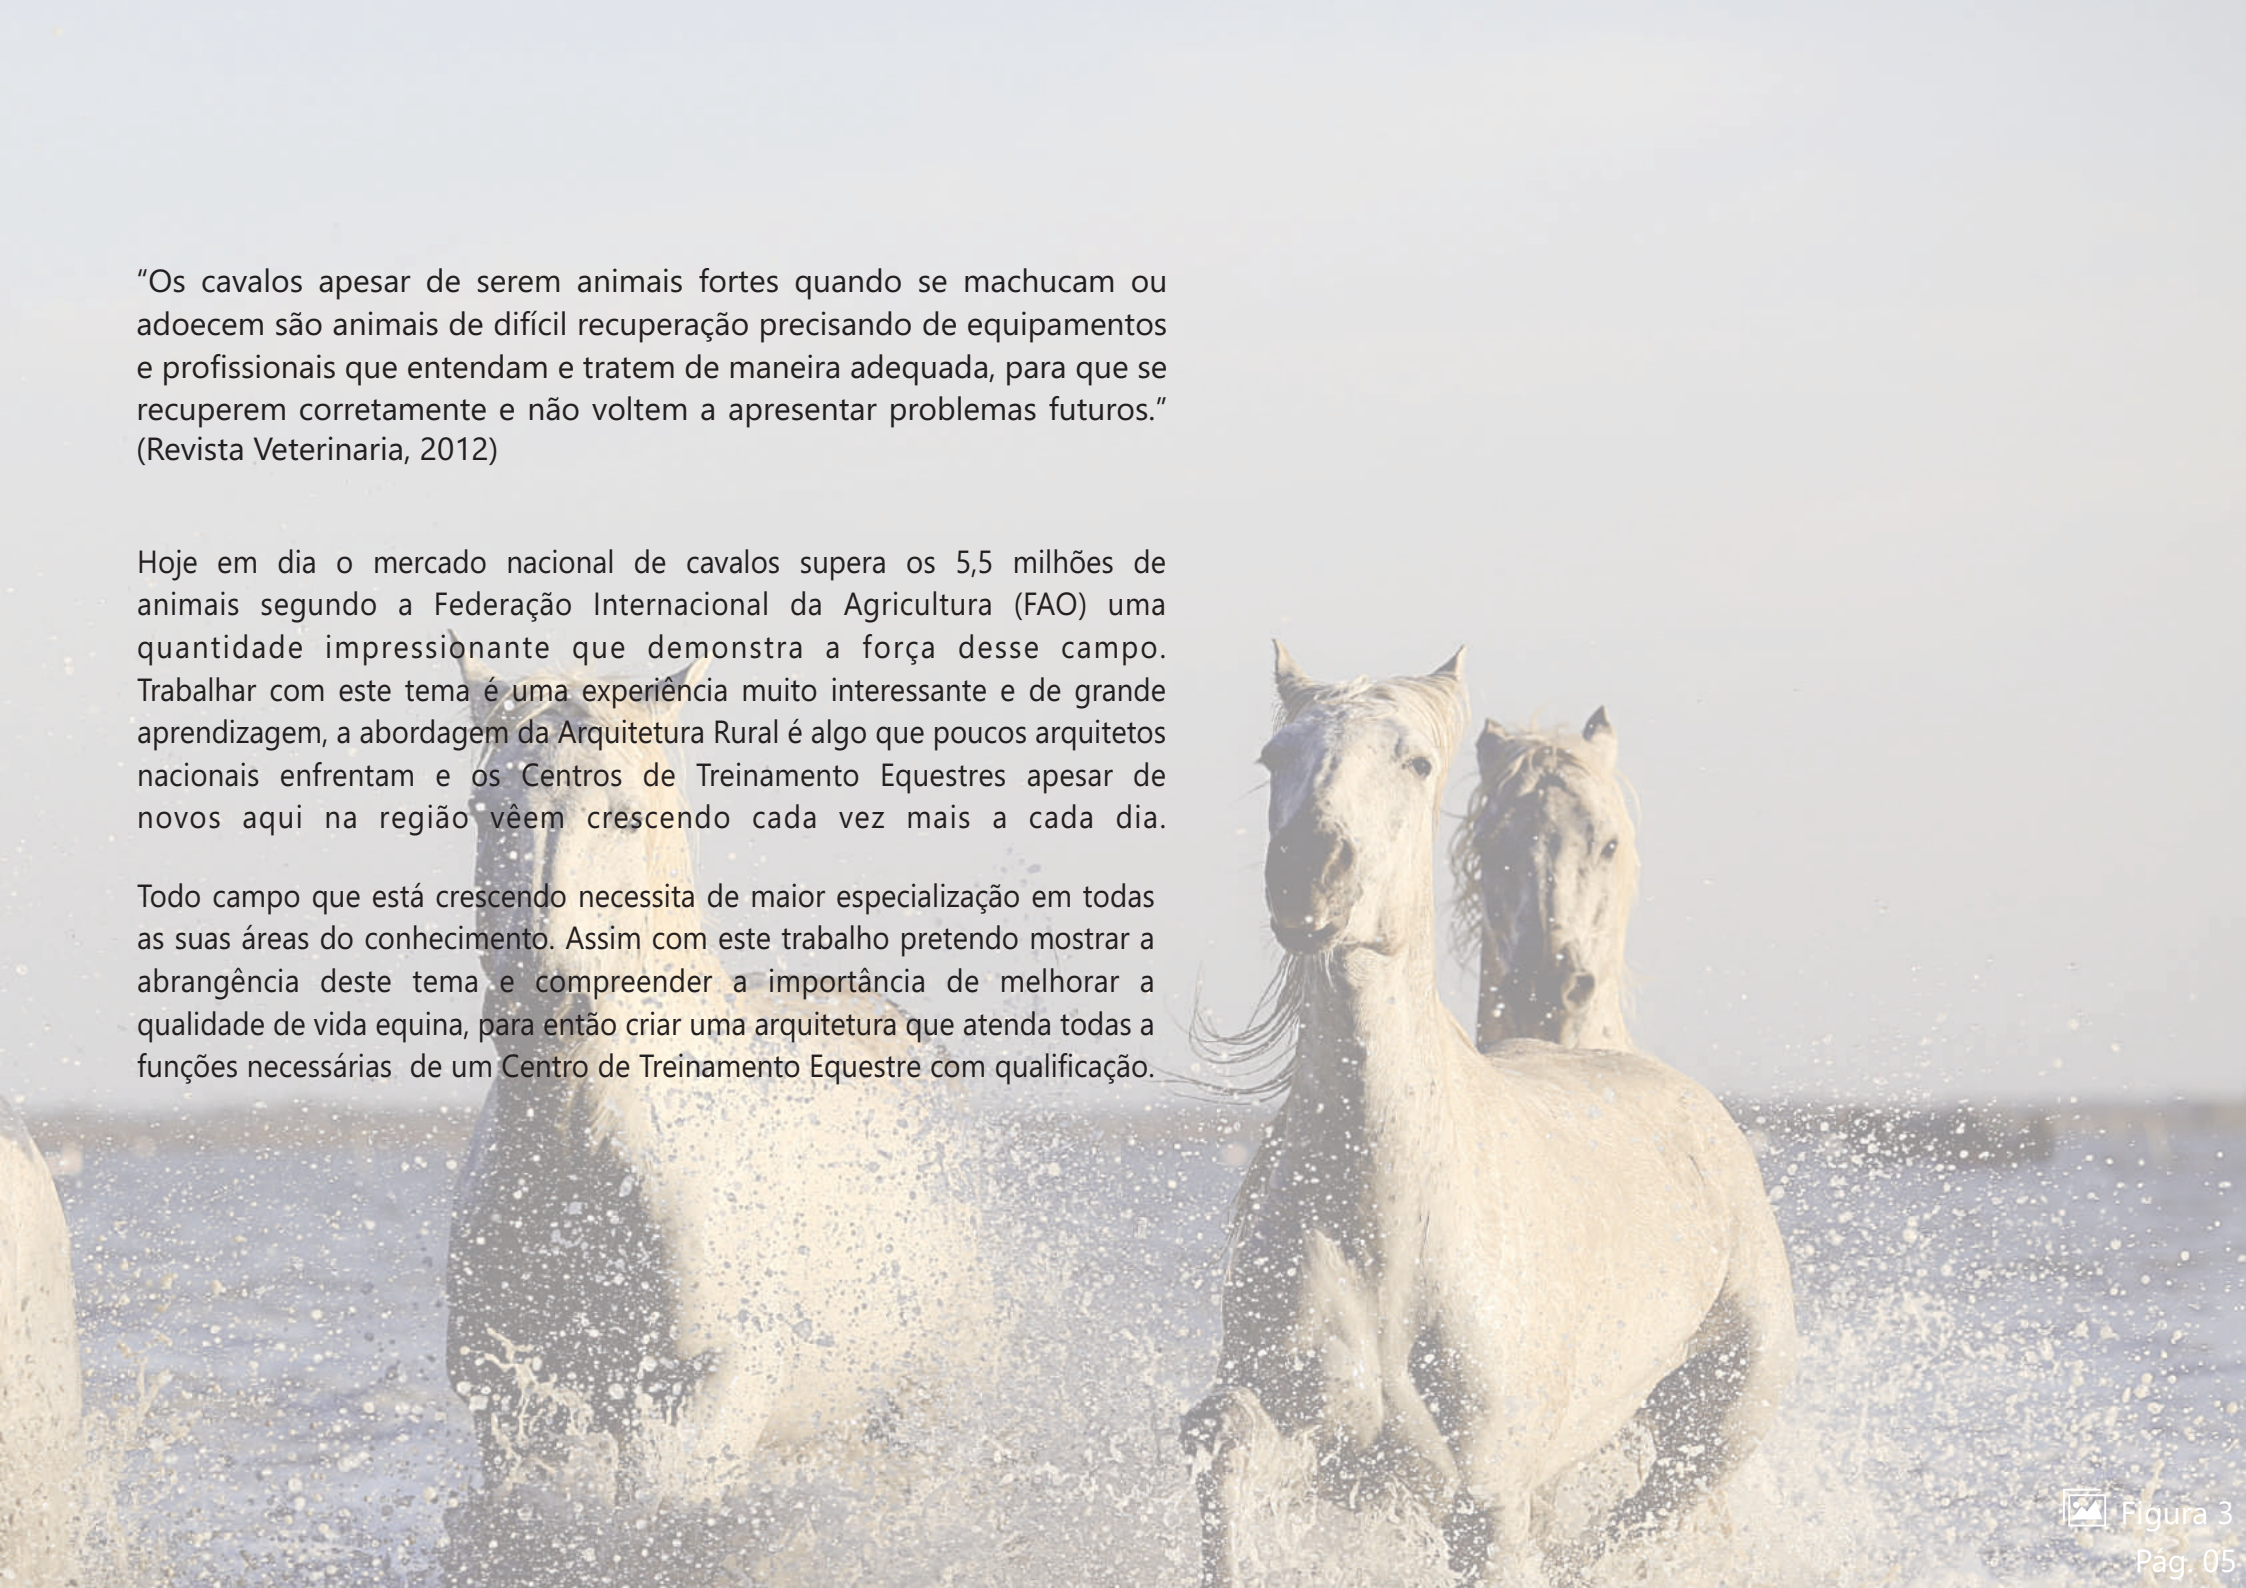 “Os cavalos apesar de serem animais fortes quando se machucam ou
adoecem são animais de difícil recuperação precisando de equipamentos
e profissionais que entendam e tratem de maneira adequada, para que se
recuperem corretamente e não voltem a apresentar problemas futuros.”
(Revista Veterinaria, 2012)
Hoje em dia o mercado nacional de cavalos supera os 5,5 milhões de
animais segundo a Federação Internacional da Agricultura (FAO) uma
quantidade impressionante que demonstra a força desse campo.
Trabalhar com este tema é uma experiência muito interessante e de grande
aprendizagem, a abordagem da Arquitetura Rural é algo que poucos arquitetos
nacionais enfrentam e os Centros de Treinamento Equestres apesar de
novos aqui na região vêem crescendo cada vez mais a cada dia.
Todo campo que está crescendo necessita de maior especialização em todas
as suas áreas do conhecimento. Assim com este trabalho pretendo mostrar a
abrangência deste tema e compreender a importância de melhorar a
qualidade de vida equina, para então criar uma arquitetura que atenda todas a
funções necessárias de um Centro de Treinamento Equestre com qualificação.
Figura 3
Pág. 05